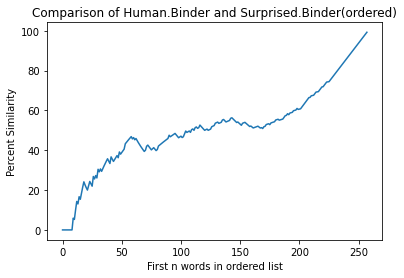 Comparison of Human.Binder and Surprised.Binder(ordered)
100
80
60
40
20
0
Percent Similarity
0 50 100 150 200 250
First n words in ordered list